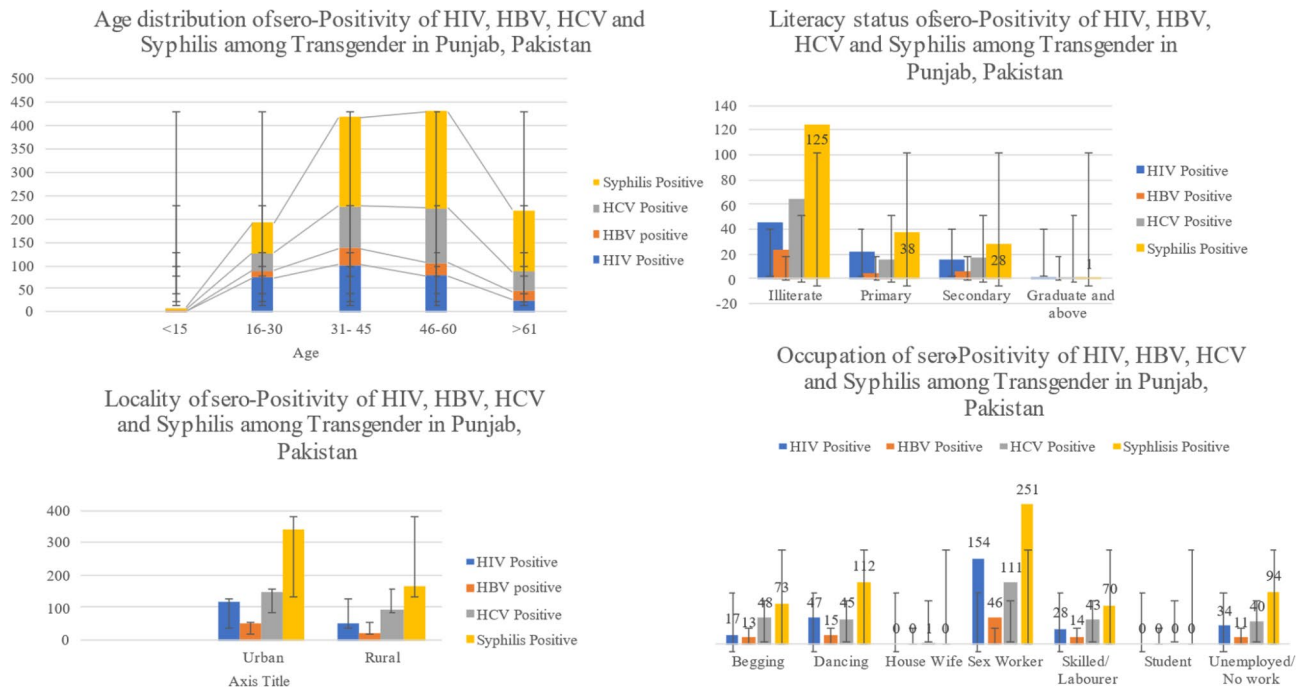 Age distribution of sero-Positivity of HIV, HBV, HCV and
Syphilis among Transgender in Punjab, Pakistan
500
450
400
350
300
250
200
150
100
50
0
<15
16-30
31- 45
46-60
>61
Age
Syphilis Positive
HCV Positive
HBV positive
HIV Positive
Literacy status ofsero-Positivity of HIV, HBV,
HCV and Syphilis among Transgender in
Punjab, Pakistan
140
120
100
80
60
40
20
0
-20
125
38
28
1
Illiterate
Primary
Secondary
Graduate and
above
HIV Positive
HBV Positive
HCV Positive
Syphilis Positive
Locality of sero-Positivity of HIV, HBV, HCV
and Syphilis among Transgender in Punjab,
Pakistan
400
300
200
100
0
Urban
Rural
Axis Title
HIV Positive
HBV positive
HCV Positive
Syphilis Positive
Occupation of sero-Positivity of HIV, HBV, HCV
and Syphilis among Transgender in Punjab,
Pakistan
HIV Positive HBV Positive HCV Positive Syphlisis Positive
17 13 48 73
47 15 45 112
0 0 1 0
154 46 111 251
28 14 43 70
0 0 0 0
34 11 40 94
Begging
Dancing
House Wife
Sex Worker
Skilled/
Labourer
Student
Unemployed/
No work